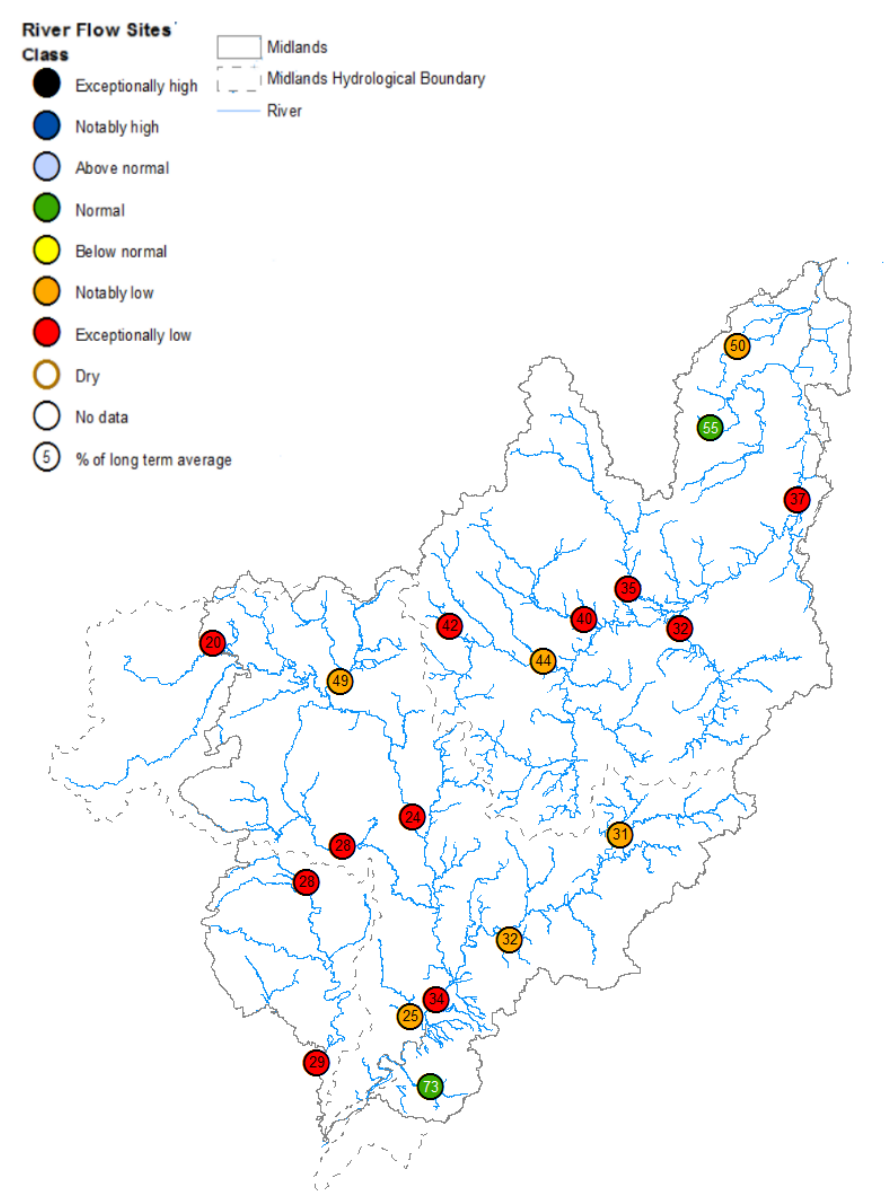 River Flow Sites
Class
Exceptionally high
Notably high
Above normal
Normal
Below normal
Notably low
Exceptionally low
Dry
No data
5 % of long term average
Midlands
Midlands Hydrological Boundary
River
50
55
37
35
40
42
32
20
44
49
24
31
28
28
32
34
25
29
73